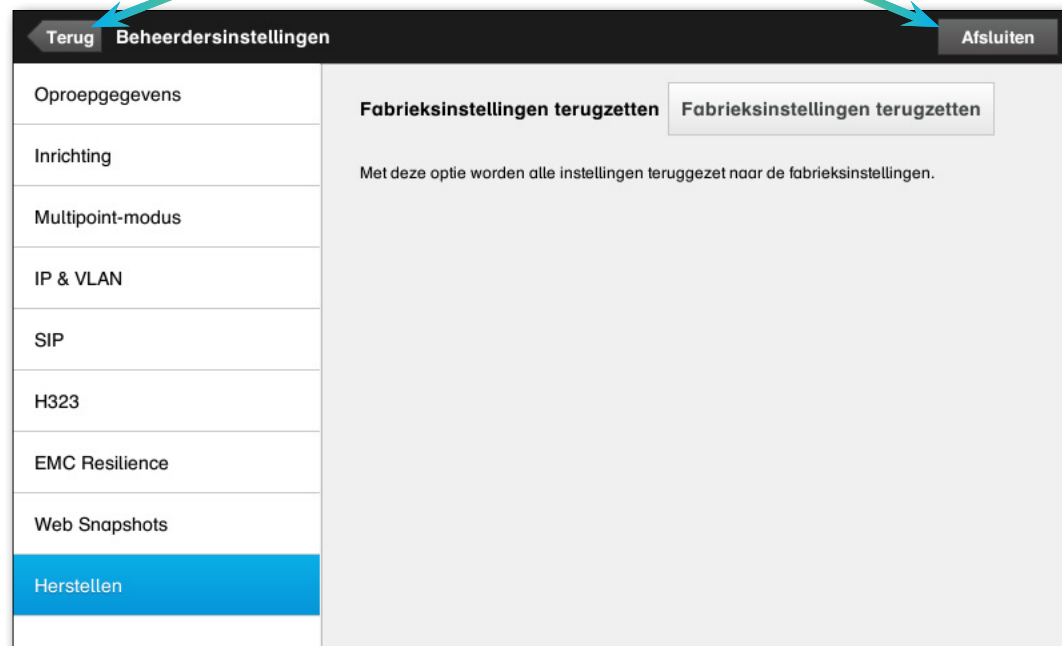 Terug Beheerdersinstellingen Afsluiten
Oproepgegevens
Inrichting
Multipoint-modus
IP & VLAN
SIP
H323
EMC Resilience
Web Snapshots
Herstellen
Fabrieksinstellingen terugzetten Fabrieksinstellingen terugzetten
Met deze optie worden alle instellingen teruggezet naar de fabrieksinstellingen.